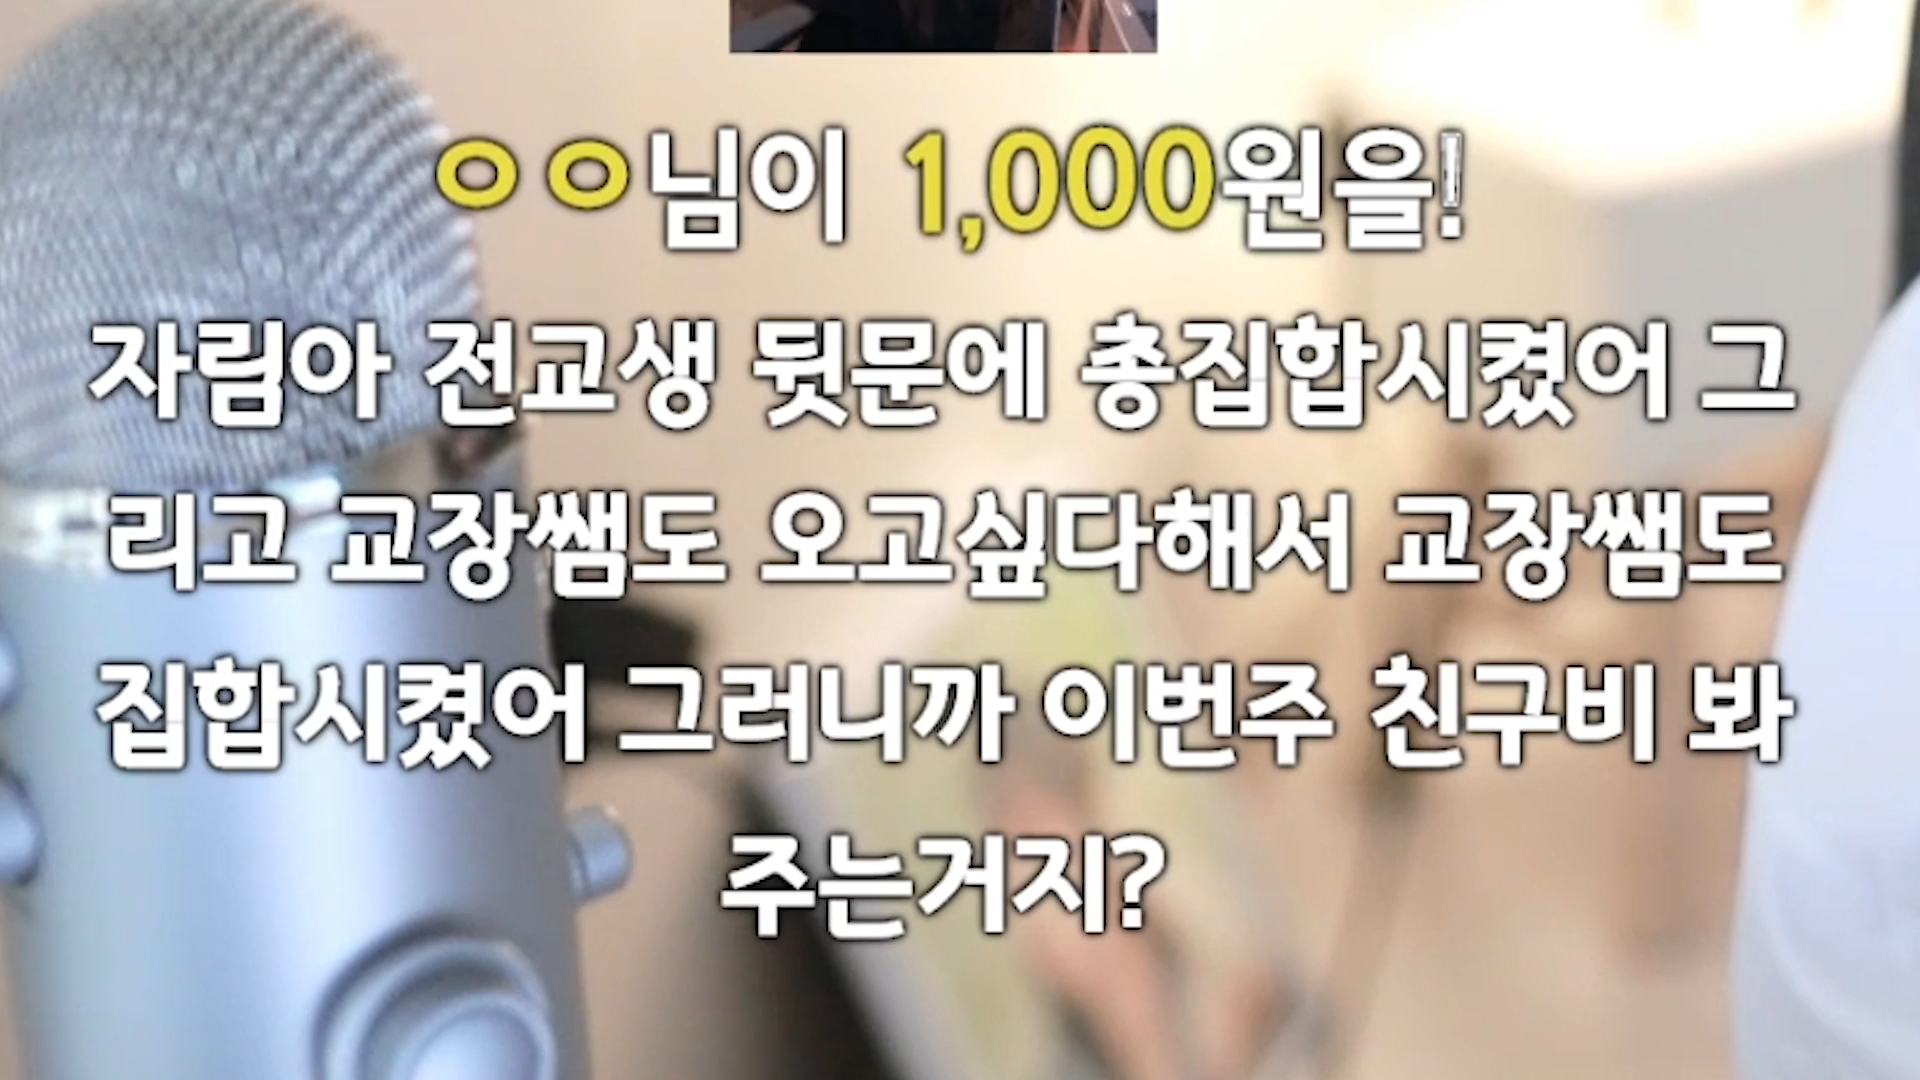 ㅇㅇ님이 1,000원을!
자림아 전교생 뒷문에 총집합시켰어 그
리고 교장쌤도 오고싶다해서 교장쌤도
집합시켰어 그러니까 이번주 친구비 봐
주는거지?